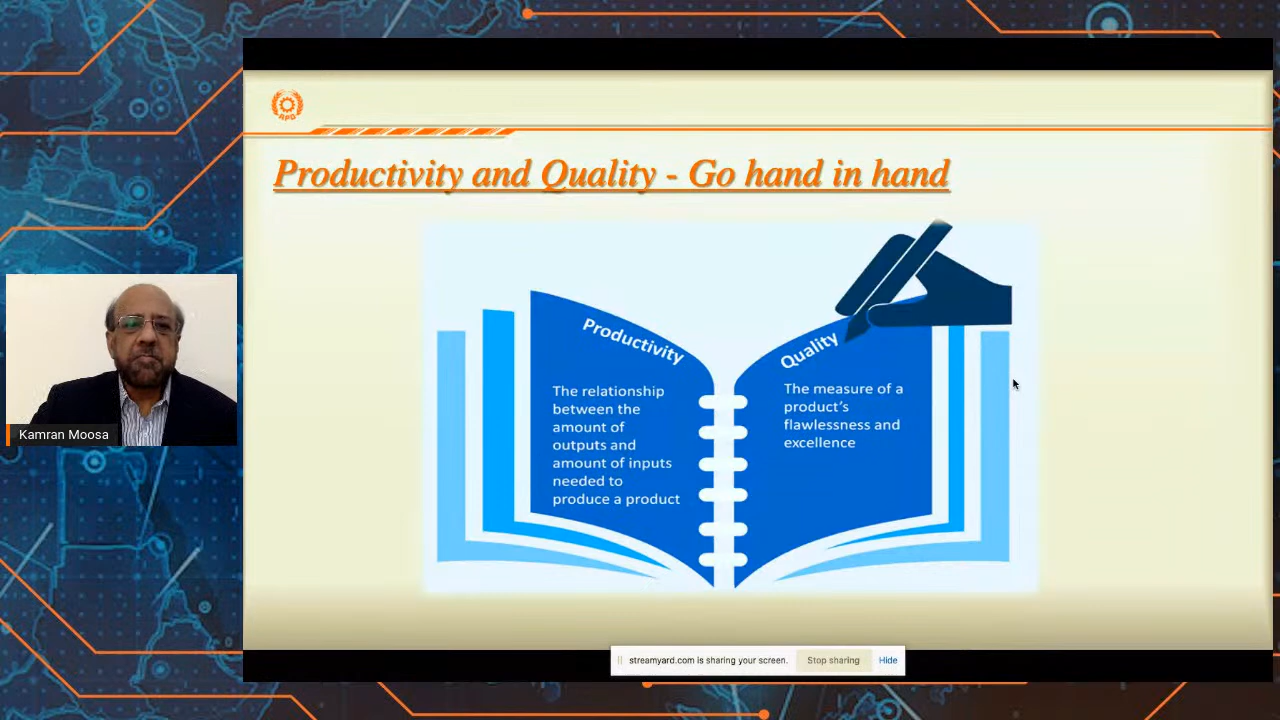 APO
Productivity and Quality - Go hand in hand
Productivity
The relationship
between the
amount of
outputs and
amount of inputs
needed to
produce a product
Quality
The measure of a
product's
flawlessness and
excellence
Kamran Moosa
streamyard.com is sharing your screen.
Stop sharing
Hide